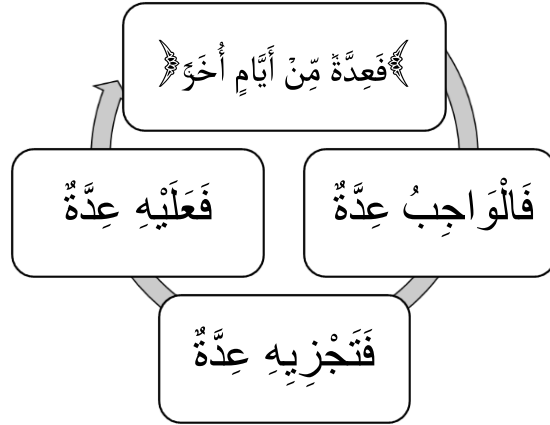 ﴿فَعِدَّةٌ مِّنْ أَيَّامٍ أُخَرَ﴾
فَالْوَاجِبُ عِدَّةٌ
فَتَجْزِيهِ عِدَّةٌ
فَعَلَيْهِ عِدَّةٌ